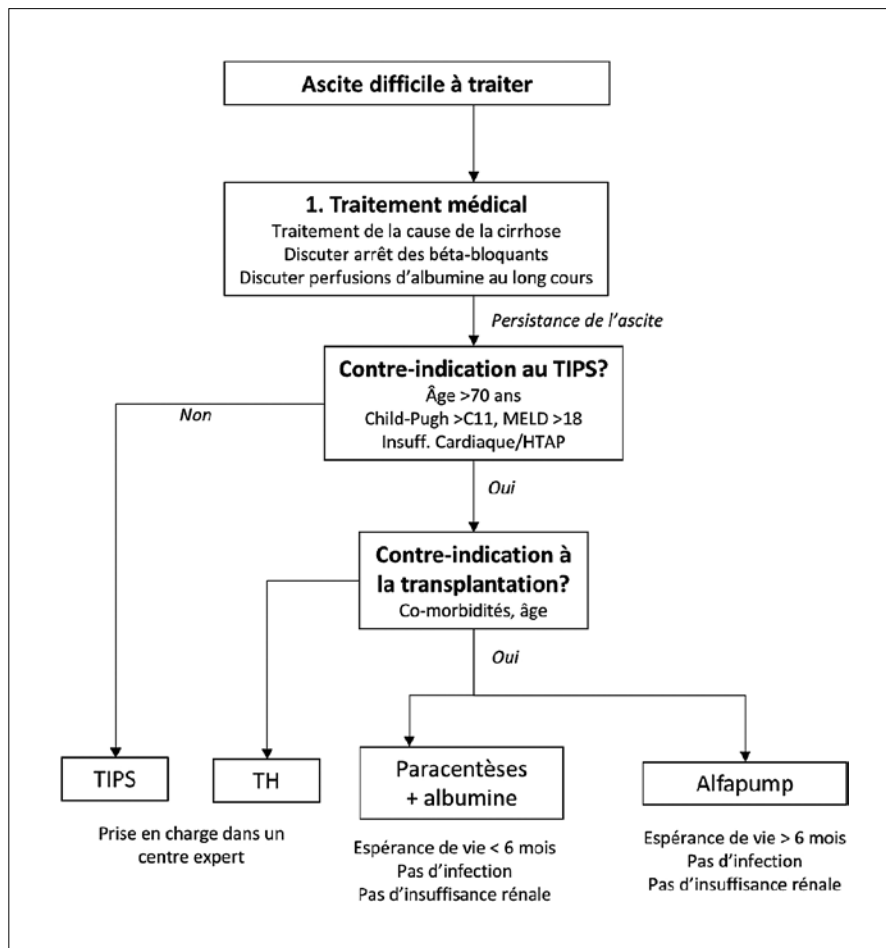 Ascite difficile à traiter
1. Traitement médical
Traitement de la cause de la cirrhose
Discuter arrêt des béta-bloquants
Discuter perfusions d'albumine au long cours
Persistance de l'ascite
Contre-indication au TIPS?
Âge >70 ans
Child-Pugh >C11, MELD >18
Insuff. Cardiaque/HTAP
Non
Oui
Contre-indication à
la transplantation?
Co-morbidités, âge
Oui
TIPS
TH
Prise en charge dans un
centre expert
Paracentèses
+ albumine
Espérance de vie < 6 mois
Pas d'infection
Pas d'insuffisance rénale
Alfapump
Espérance de vie > 6 mois
Pas d'infection
Pas d'insuffisance rénale